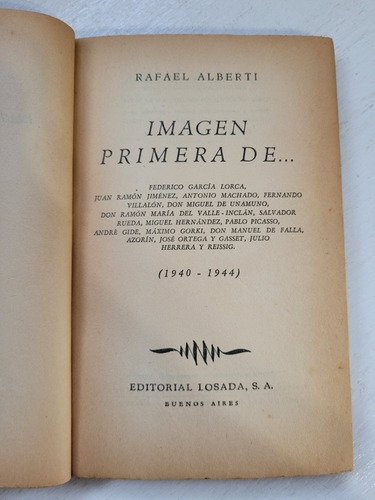 RAFAEL ALBERTI
IMAGEN
PRIMERA DE...
FEDERICO GARCÍA LORCA,
JUAN RAMÓN JIMÉNEZ, ANTONIO MACHADO, FERNANDO
VILLALÓN, DON MIGUEL DE UNAMUNO,
DON RAMÓN MARÍA DEL VALLE-INCLÁN, SALVADOR
RUEDA, MIGUEL HERNÁNDEZ, PABLO PICASSO,
ANDRÉ GIDE, MÁXIMO GORKI, DON MANUEL DE FALLA,
AZORÍN, JOSÉ ORTEGA Y GASSET, JULIO
HERRERA Y REISSIG.
(1940 - 1944)
EDITORIAL LOSADA, S. A.
BUENOS AIRES